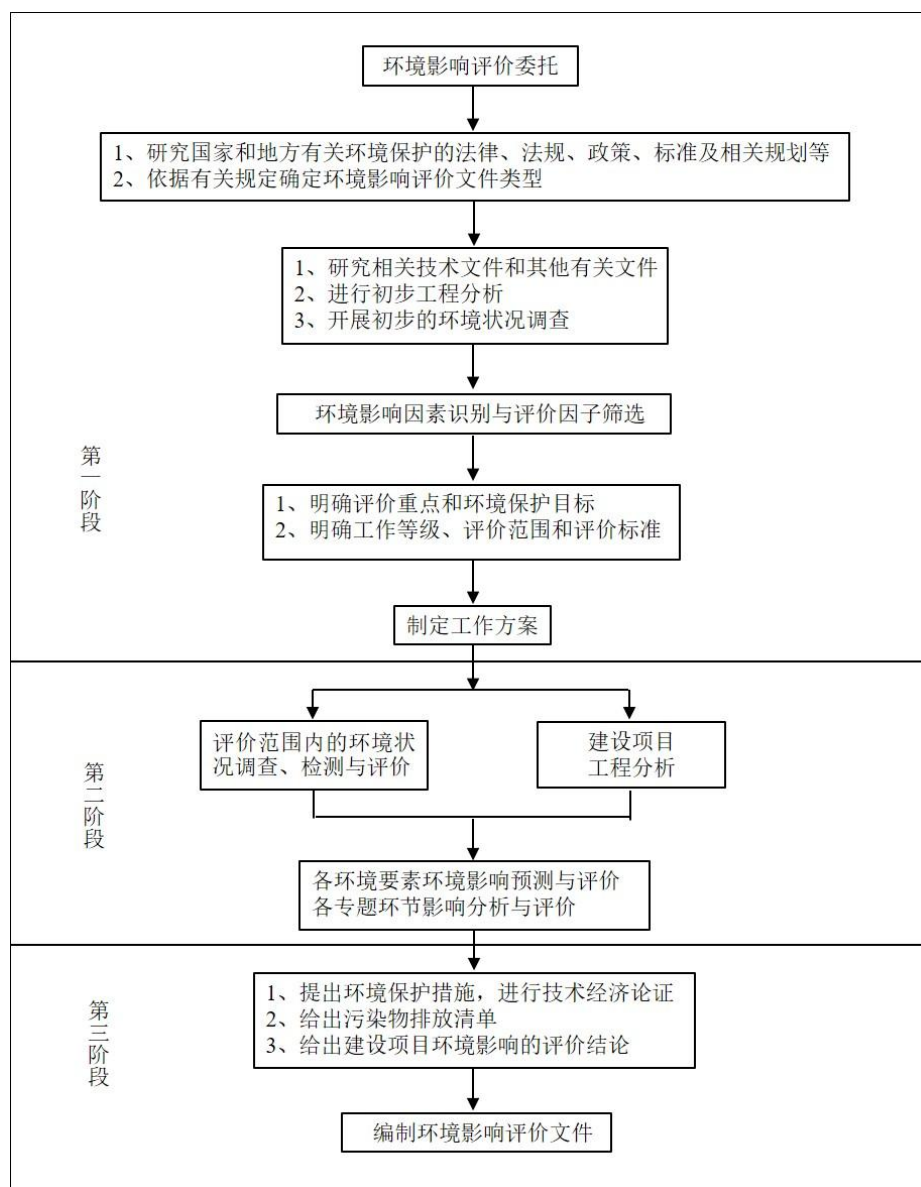 环境影响评价委托
1、研究国家和地方有关环境保护的法律、法规、政策、标准及相关规划等
2、依据有关规定确定环境影响评价文件类型
1、研究相关技术文件和其他有关文件
2、进行初步工程分析
3、开展初步的环境状况调查
环境影响因素识别与评价因子筛选
第一阶段
1、明确评价重点和环境保护目标
2、明确工作等级、评价范围和评价标准
制定工作方案
第二阶段
评价范围内的环境状
况调查、检测与评价
建设项目
工程分析
各环境要素环境影响预测与评价
各专题环节影响分析与评价
第三阶段
1、提出环境保护措施，进行技术经济论证
2、给出污染物排放清单
3、给出建设项目环境影响的评价结论
编制环境影响评价文件